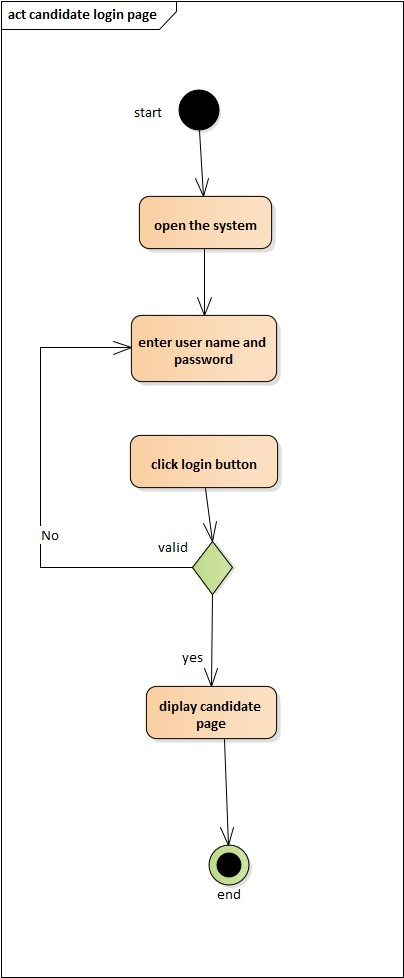 act candidate login page
start
open the system
enter user name and
password
click login button
valid
No
yes
diplay candidate
page
end